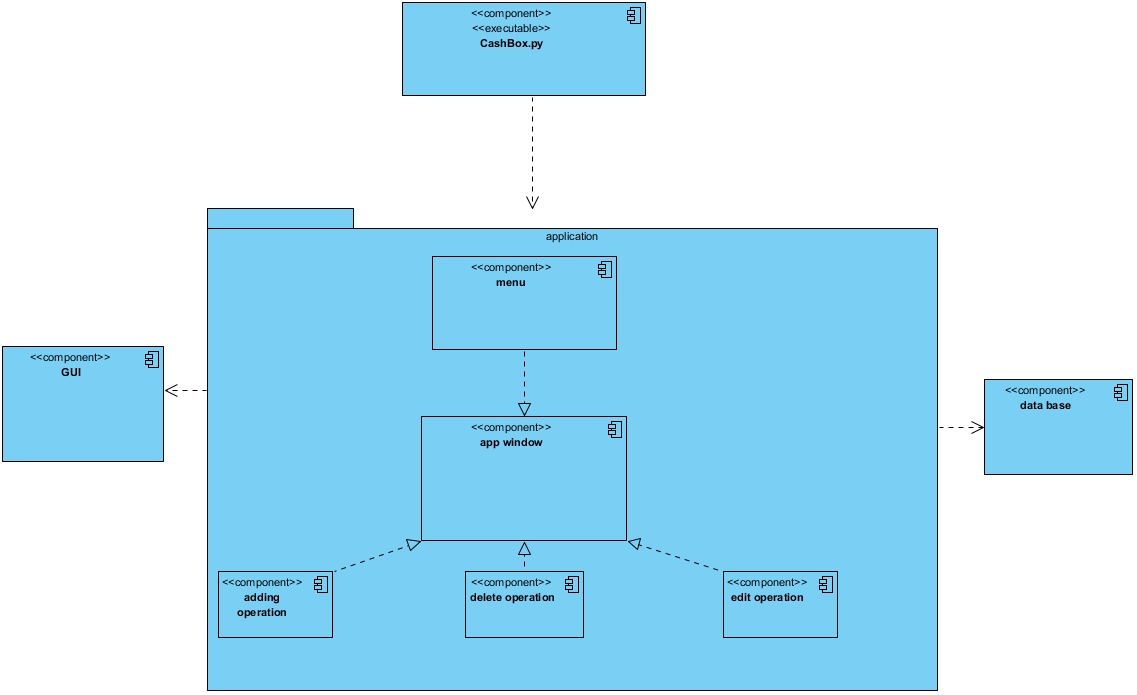 <<component>>
<<executable>>
CashBox.py
application
<<component>>
menu
<<component>>
GUI
<<component>>
data base
<<component>>
app window
<<component>>
adding
operation
<<component>>
delete operation
<<component>>
edit operation